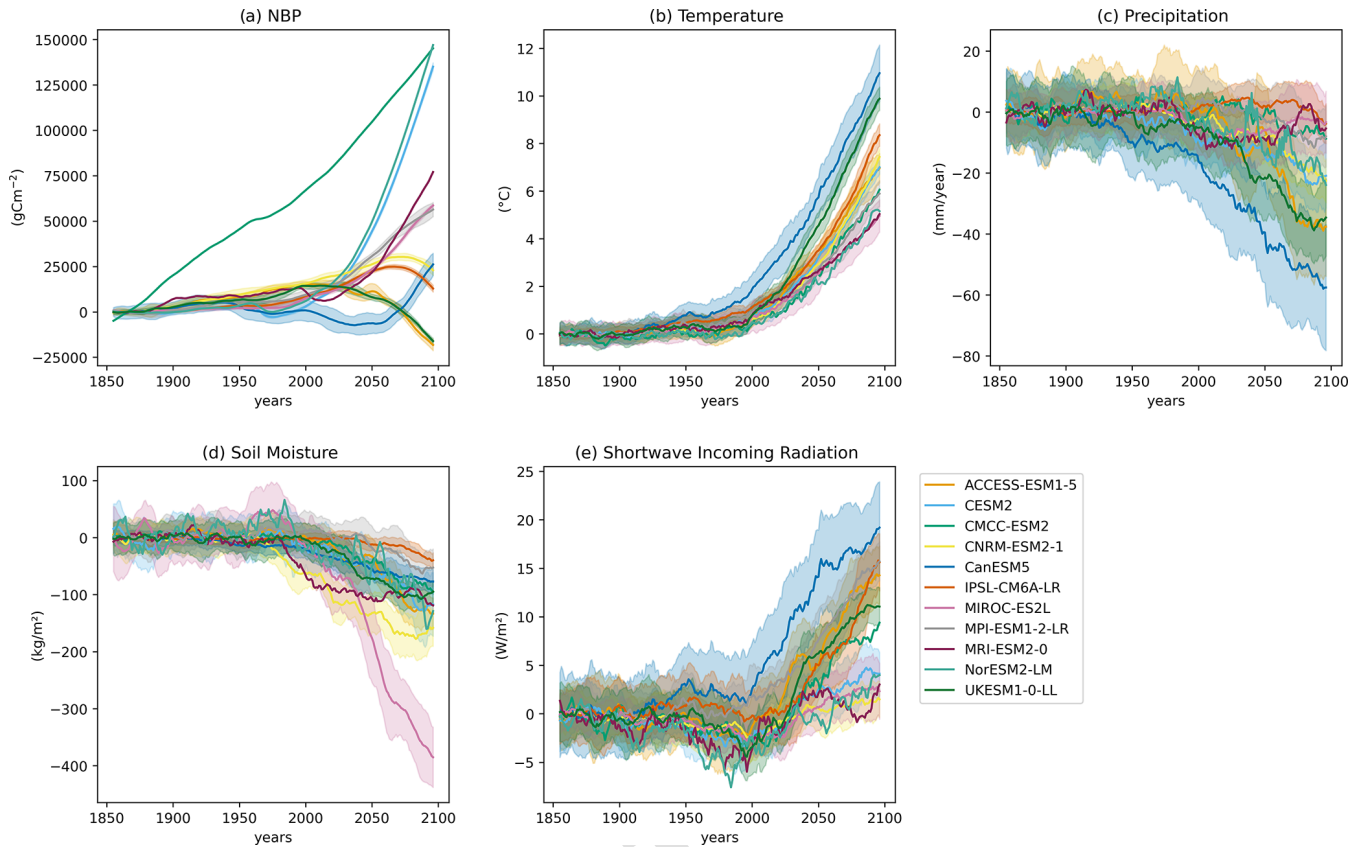 (a) NBP
(b) Temperature
(c) Precipitation
150000
125000
100000
75000
50000
25000
0
−25000
(gCm⁻²)
1850 1900 1950 2000 2050 2100
years
12
10
8
6
4
2
0
(°C)
1850 1900 1950 2000 2050 2100
years
20
0
−20
−40
−60
−80
(mm/year)
1850 1900 1950 2000 2050 2100
years
(d) Soil Moisture
(e) Shortwave Incoming Radiation
100
0
−100
−200
−300
−400
(kg/m²)
1850 1900 1950 2000 2050 2100
years
25
20
15
10
5
0
−5
(W/m²)
1850 1900 1950 2000 2050 2100
years
ACCESS-ESM1-5
CESM2
CMCC-ESM2
CNRM-ESM2-1
CanESM5
IPSL-CM6A-LR
MIROC-ES2L
MPI-ESM1-2-LR
MRI-ESM2-0
NorESM2-LM
UKESM1-0-LL